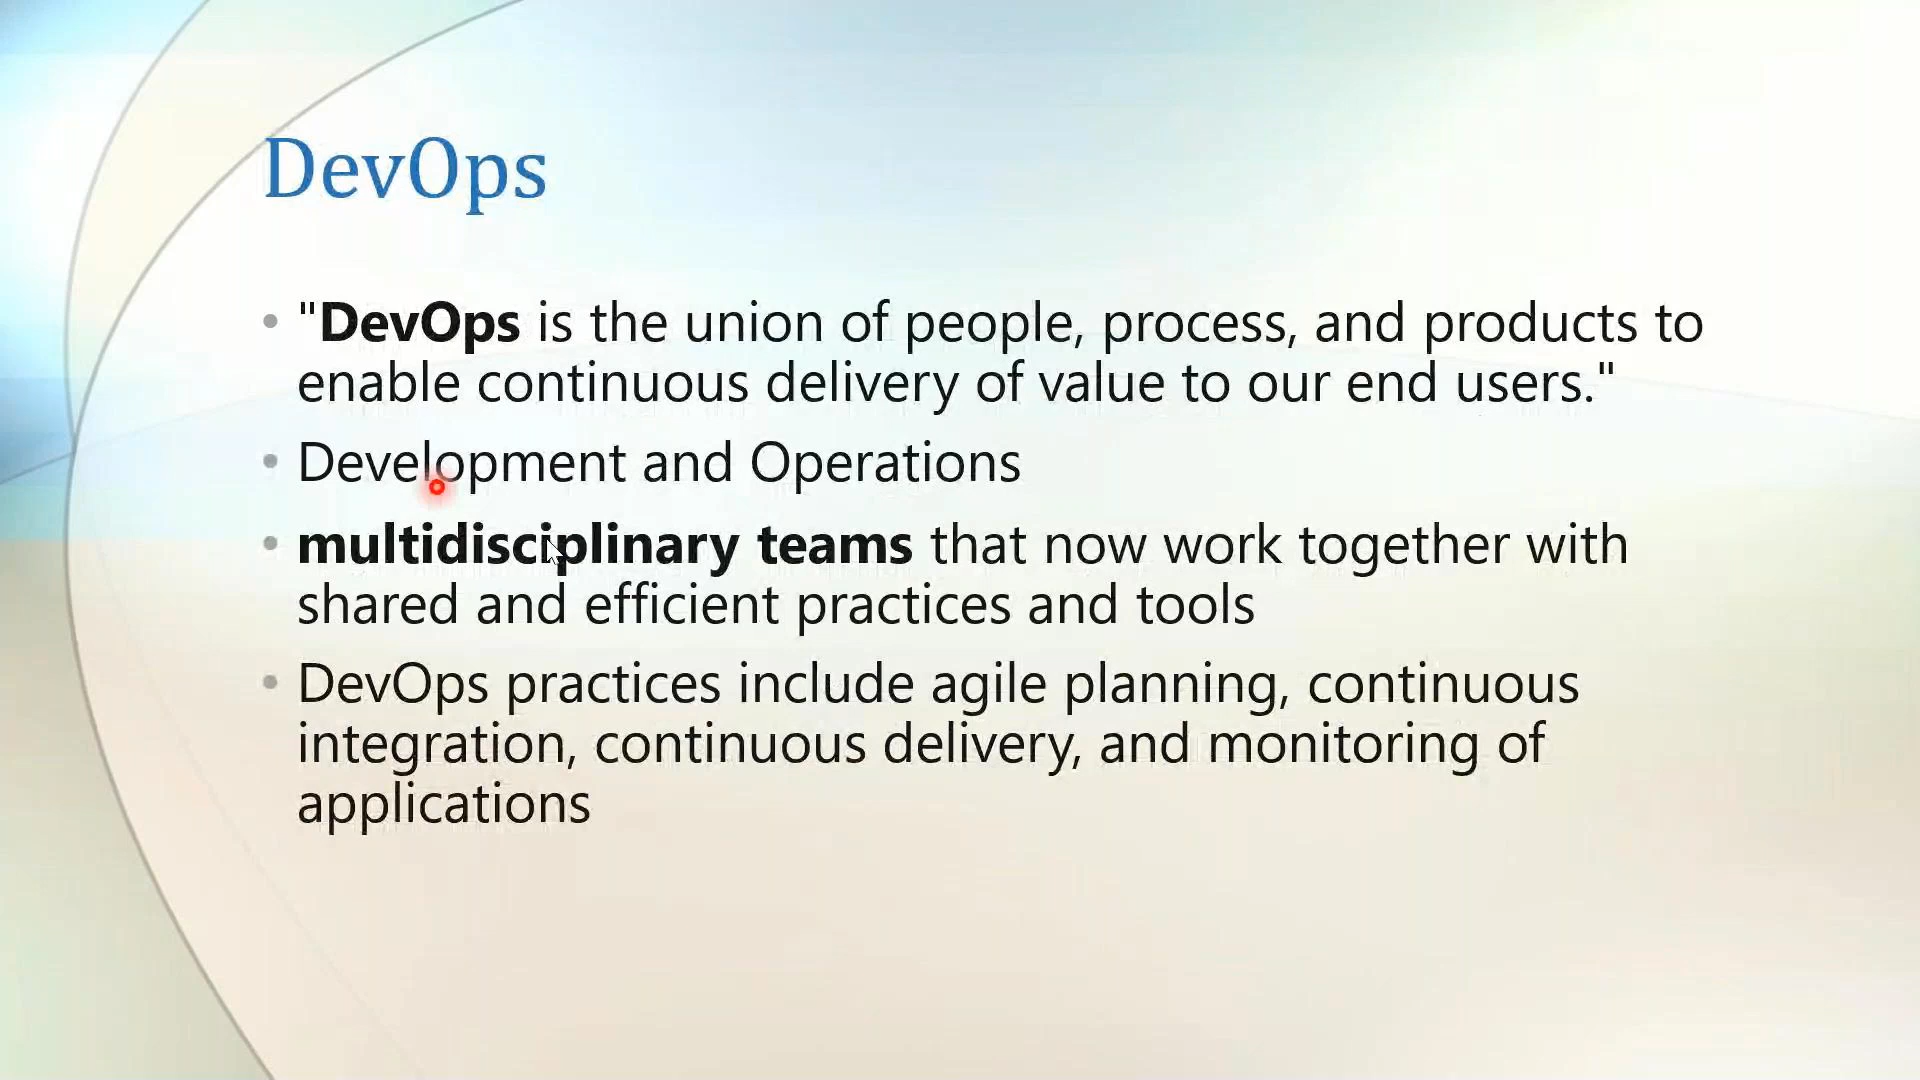 DevOps
• "DevOps is the union of people, process, and products to
enable continuous delivery of value to our end users."
• Development and Operations
• multidisciplinary teams that now work together with
shared and efficient practices and tools
• DevOps practices include agile planning, continuous
integration, continuous delivery, and monitoring of
applications